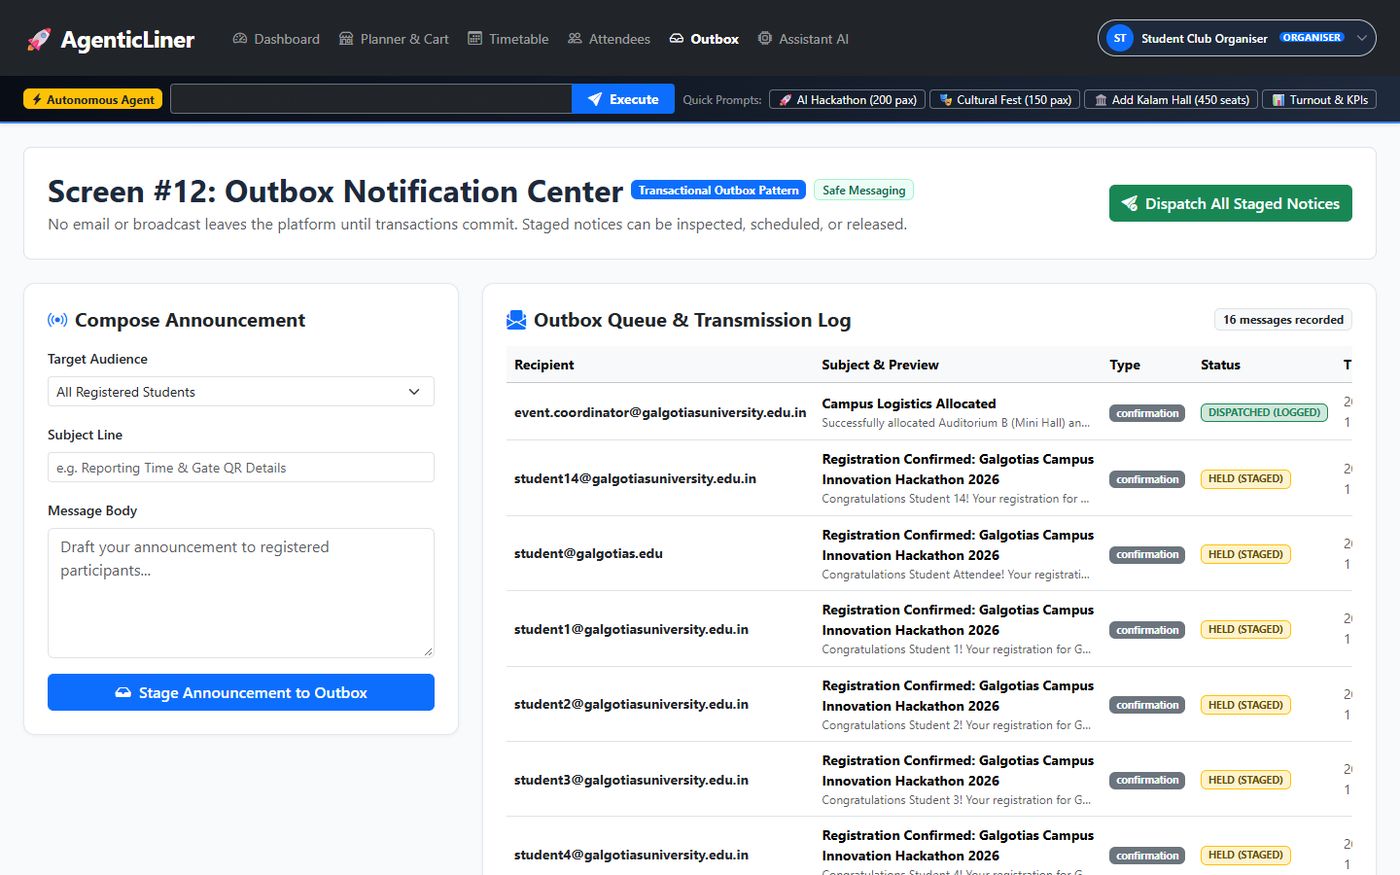 AgenticLiner
Dashboard
Planner & Cart
Timetable
Attendees
Outbox
Assistant AI
ST
Student Club Organiser
ORGANISER
Autonomous Agent
Execute
Quick Prompts:
AI Hackathon (200 pax)
Cultural Fest (150 pax)
Add Kalam Hall (450 seats)
Turnout & KPIs
Screen #12: Outbox Notification Center
Transactional Outbox Pattern
Safe Messaging
No email or broadcast leaves the platform until transactions commit. Staged notices can be inspected, scheduled, or released.
Dispatch All Staged Notices
Compose Announcement
Target Audience
All Registered Students
Subject Line
e.g. Reporting Time & Gate QR Details
Message Body
Draft your announcement to registered
participants...
Stage Announcement to Outbox
Outbox Queue & Transmission Log
16 messages recorded
Recipient
Subject & Preview
Type
Status
T
event.coordinator@galgotiasuniversity.edu.in
Campus Logistics Allocated
Successfully allocated Auditorium B (Mini Hall) an...
confirmation
DISPATCHED (LOGGED)
student14@galgotiasuniversity.edu.in
Registration Confirmed: Galgotias Campus
Innovation Hackathon 2026
Congratulations Student 14! Your registration for ...
confirmation
HELD (STAGED)
student@galgotias.edu
Registration Confirmed: Galgotias Campus
Innovation Hackathon 2026
Congratulations Student Attendee! Your registrati...
confirmation
HELD (STAGED)
student1@galgotiasuniversity.edu.in
Registration Confirmed: Galgotias Campus
Innovation Hackathon 2026
Congratulations Student 1! Your registration for G...
confirmation
HELD (STAGED)
student2@galgotiasuniversity.edu.in
Registration Confirmed: Galgotias Campus
Innovation Hackathon 2026
Congratulations Student 2! Your registration for G...
confirmation
HELD (STAGED)
student3@galgotiasuniversity.edu.in
Registration Confirmed: Galgotias Campus
Innovation Hackathon 2026
Congratulations Student 3! Your registration for G...
confirmation
HELD (STAGED)
student4@galgotiasuniversity.edu.in
Registration Confirmed: Galgotias Campus
Innovation Hackathon 2026
Congratulations Student 4! Your registration for G...
confirmation
HELD (STAGED)